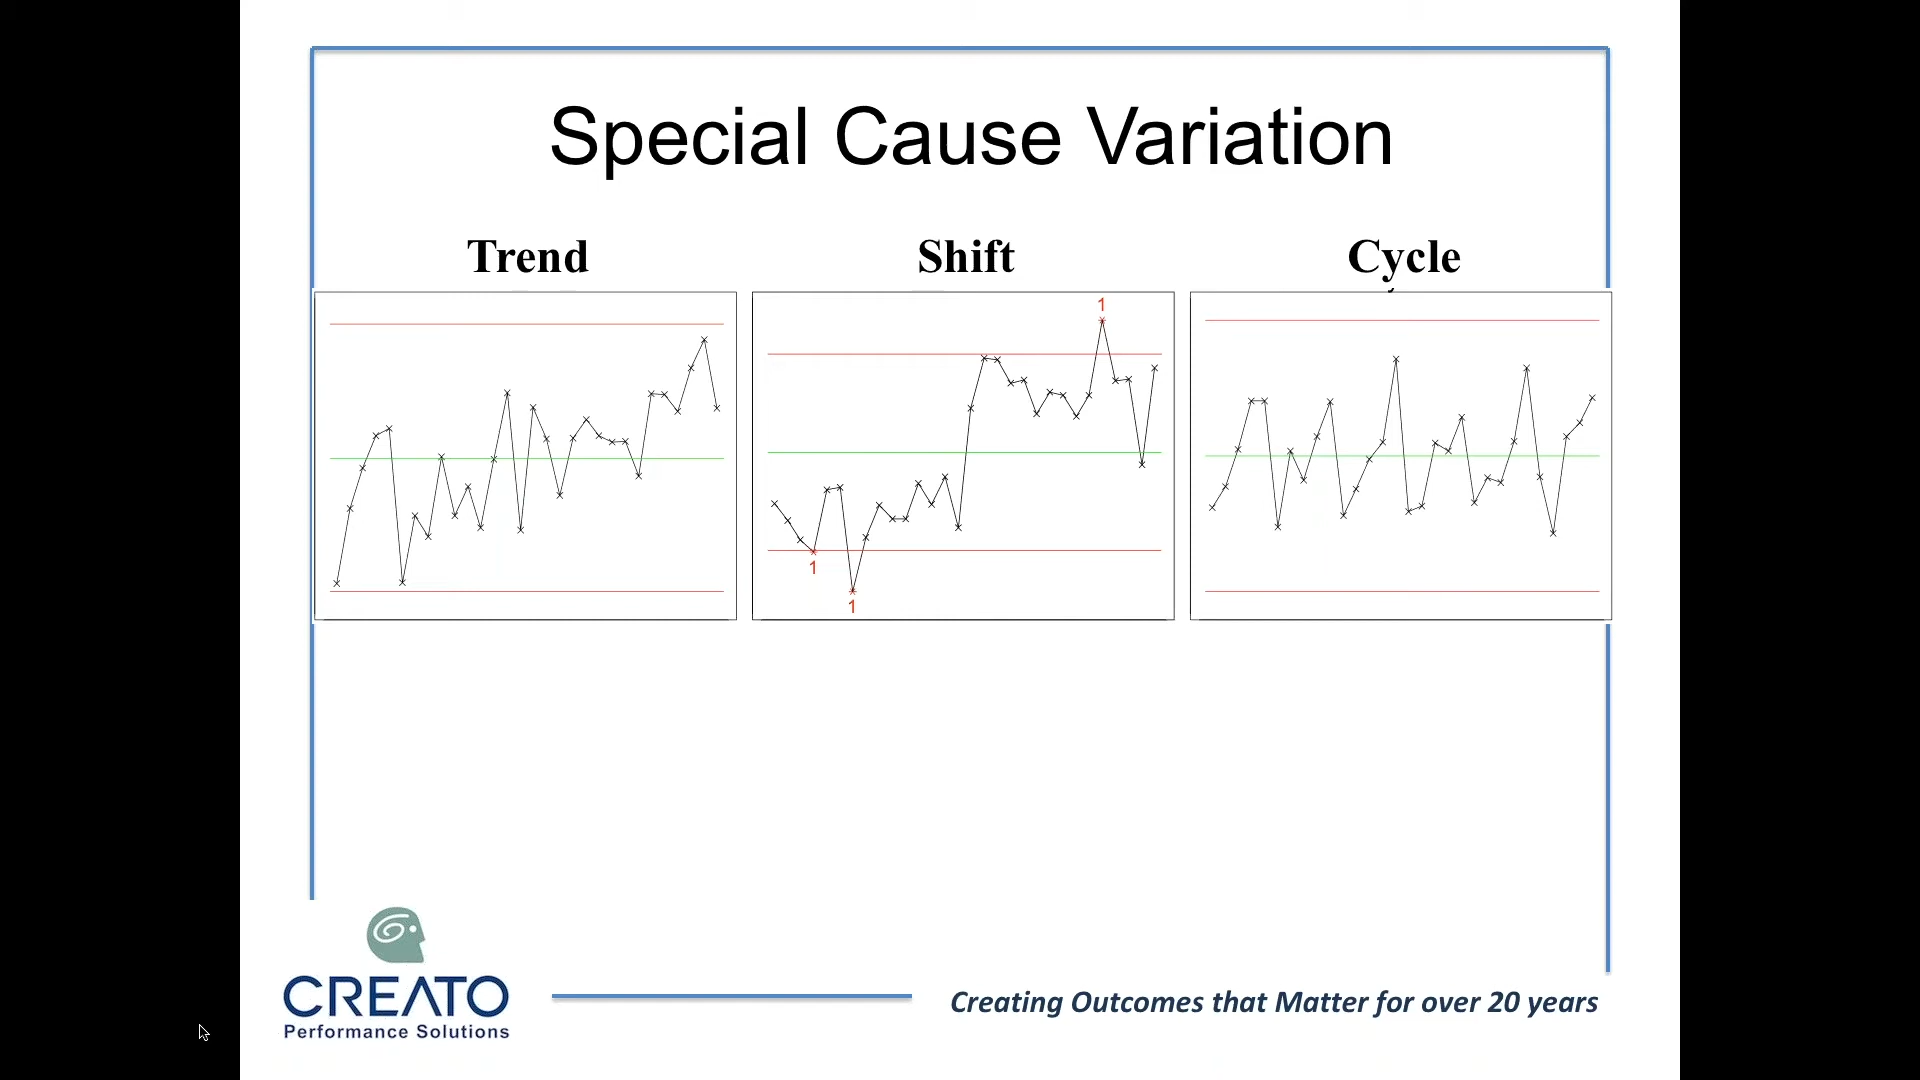 Special Cause Variation
Trend
Shift
Cycle
1
1
1
CREATO
Performance Solutions
Creating Outcomes that Matter for over 20 years